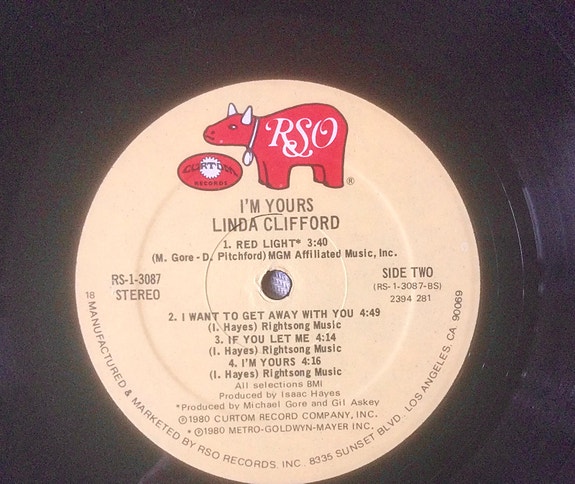 RSO
CURTOM
RECORDS
®
I'M YOURS
LINDA CLIFFORD
1. RED LIGHT* 3:40
(M. Gore - D. Pitchford) MGM Affiliated Music, Inc.
RS-1-3087
STEREO
SIDE TWO
(RS-1-3087-BS)
2394 281
2. I WANT TO GET AWAY WITH YOU 4:49
(I. Hayes) Rightsong Music
3. IF YOU LET ME 4:14
(I. Hayes) Rightsong Music
4. I'M YOURS 4:16
(I. Hayes) Rightsong Music
All selections BMI
Produced by Isaac Hayes
*Produced by Michael Gore and Gil Askey
℗1980 CURTOM RECORD COMPANY, INC.
*℗1980 METRO-GOLDWYN-MAYER INC.
18 MANUFACTURED & MARKETED BY RSO RECORDS, INC. 8335 SUNSET BLVD. LOS ANGELES, CA 90069